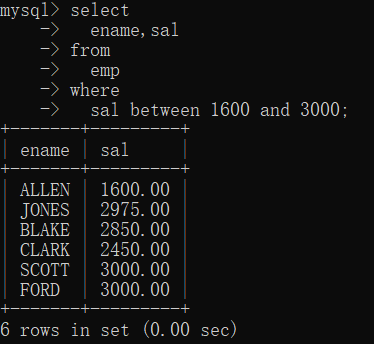 mysql> select
    ->   ename,sal
    -> from
    ->   emp
    -> where
    ->   sal between 1600 and 3000;
+-------+---------+
| ename | sal     |
+-------+---------+
| ALLEN | 1600.00 |
| JONES | 2975.00 |
| BLAKE | 2850.00 |
| CLARK | 2450.00 |
| SCOTT | 3000.00 |
| FORD  | 3000.00 |
+-------+---------+
6 rows in set (0.00 sec)